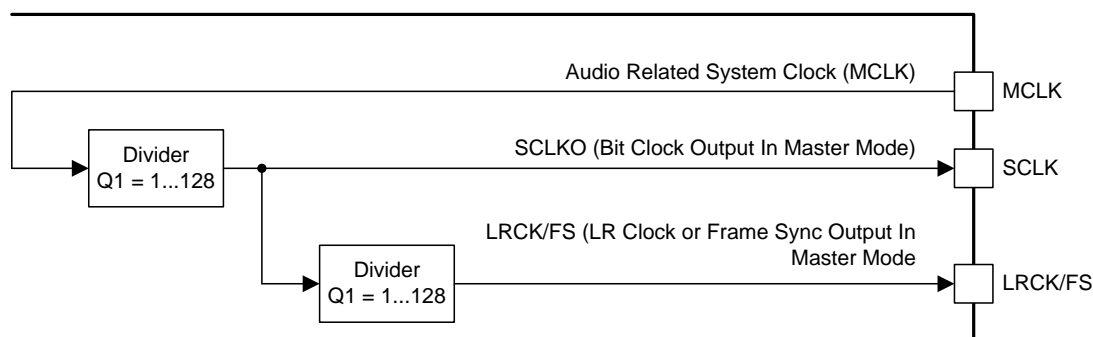 Audio Related System Clock (MCLK)
MCLK
Divider
Q1 = 1...128
SCLKO (Bit Clock Output In Master Mode)
SCLK
LRCK/FS (LR Clock or Frame Sync Output In
Master Mode
Divider
Q1 = 1...128
LRCK/FS